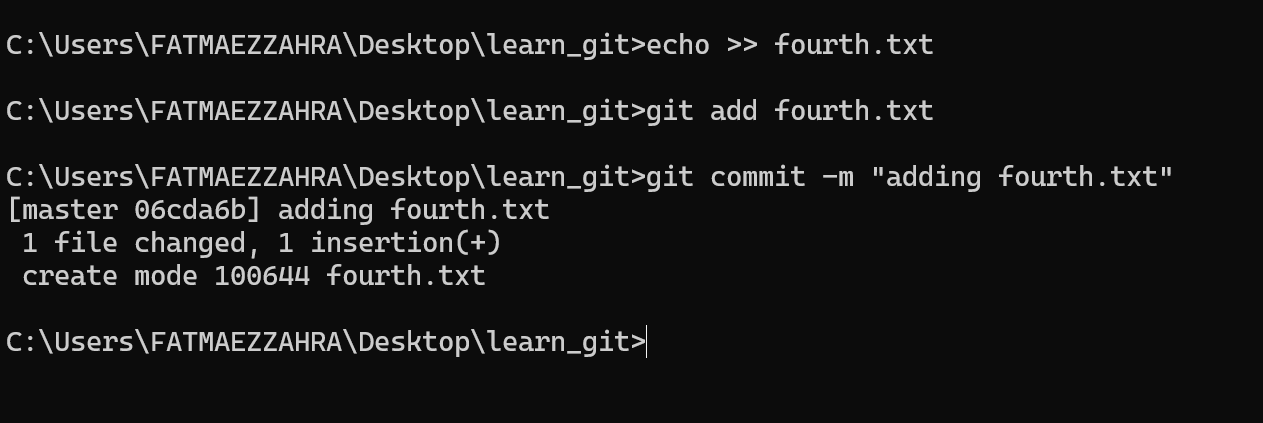 C:\Users\FATMAEZZAHRA\Desktop\learn_git>echo >> fourth.txt
C:\Users\FATMAEZZAHRA\Desktop\learn_git>git add fourth.txt
C:\Users\FATMAEZZAHRA\Desktop\learn_git>git commit -m "adding fourth.txt"
[master 06cda6b] adding fourth.txt
 1 file changed, 1 insertion(+)
 create mode 100644 fourth.txt
C:\Users\FATMAEZZAHRA\Desktop\learn_git>